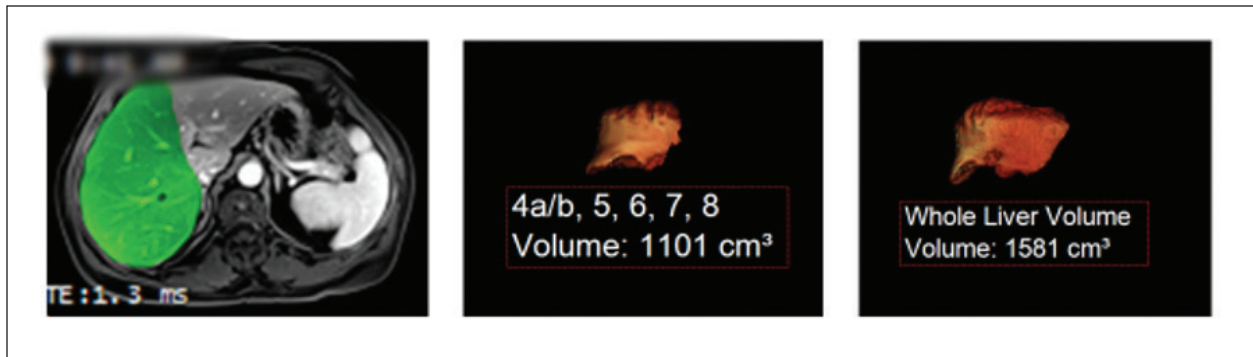 TE:1.3 ms
4a/b, 5, 6, 7, 8
Volume: 1101 cm³
Whole Liver Volume
Volume: 1581 cm³